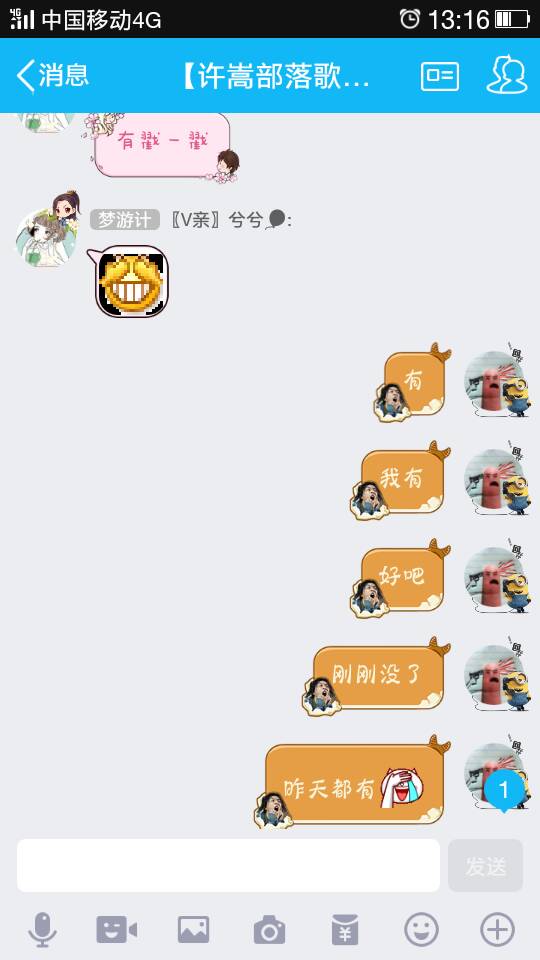 中国移动4G 13:16
消息 【许嵩部落歌...
有戳一戳
梦游计 〖V亲〗兮兮:
有
我有
好吧
刚刚没了
昨天都有
1
发送